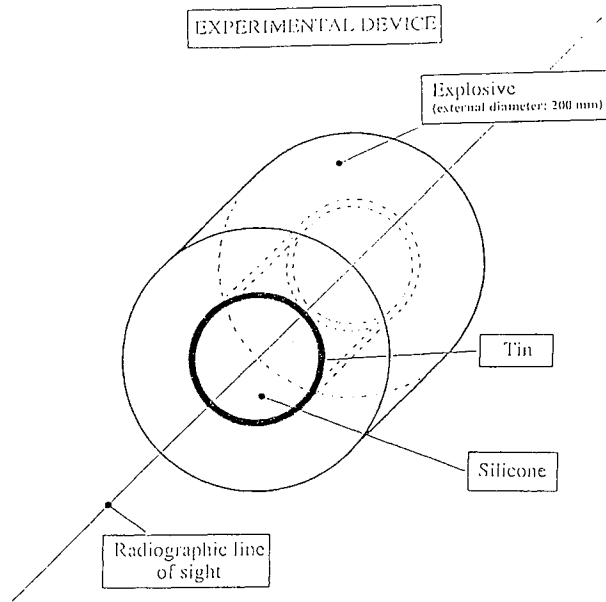 EXPERIMENTAL DEVICE
Explosive
(external diameter: 200 mm)
Tin
Silicone
Radiographic line
of sight